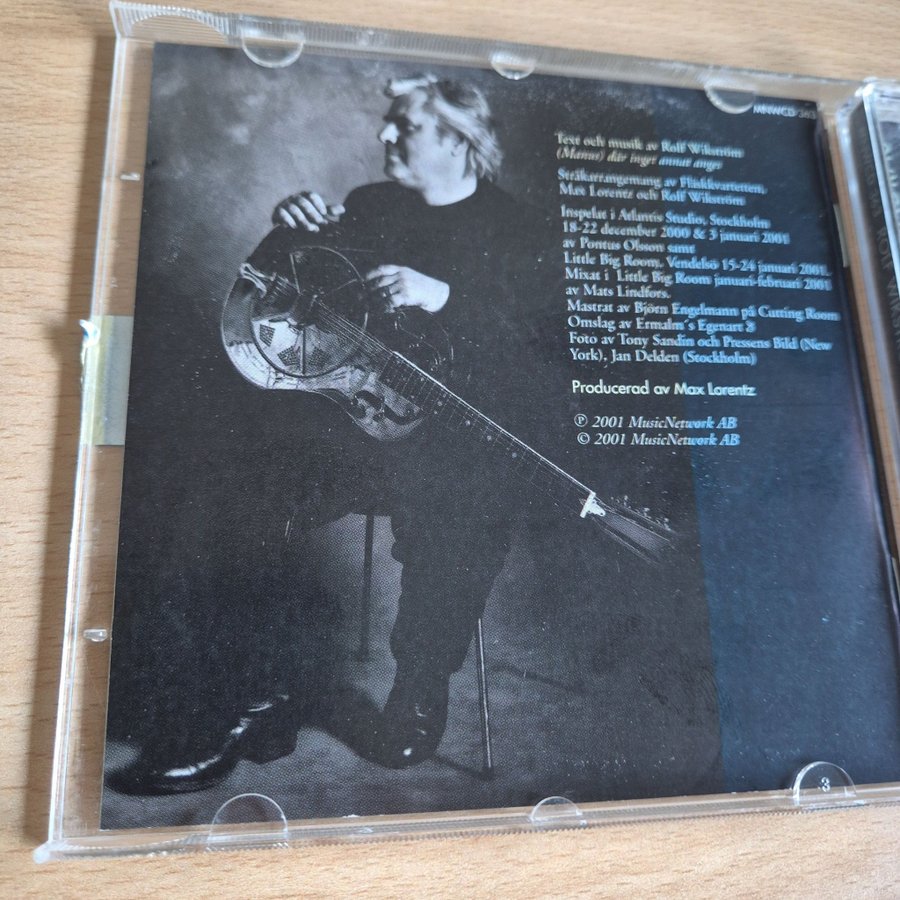 MNWCD 363
Text och musik av Rolf Wikström
(Manus) där inget annat anges
Stråkarrangemang av Fläskkvartetten,
Max Lorentz och Rolf Wikström
Inspelat i Atlantis Studio, Stockholm
18-22 december 2000 & 3 januari 2001
av Pontus Olsson samt
Little Big Room, Vendelsö 15-24 januari 2001.
Mixat i Little Big Room januari-februari 2001
av Mats Lindfors.
Mastrat av Björn Engelmann på Cutting Room
Omslag av Ermalm´s Egenart 8
Foto av Tony Sandin och Pressens Bild (New
York), Jan Delden (Stockholm)
Producerad av Max Lorentz
℗ 2001 MusicNetwork AB
© 2001 MusicNetwork AB
3
ROLF